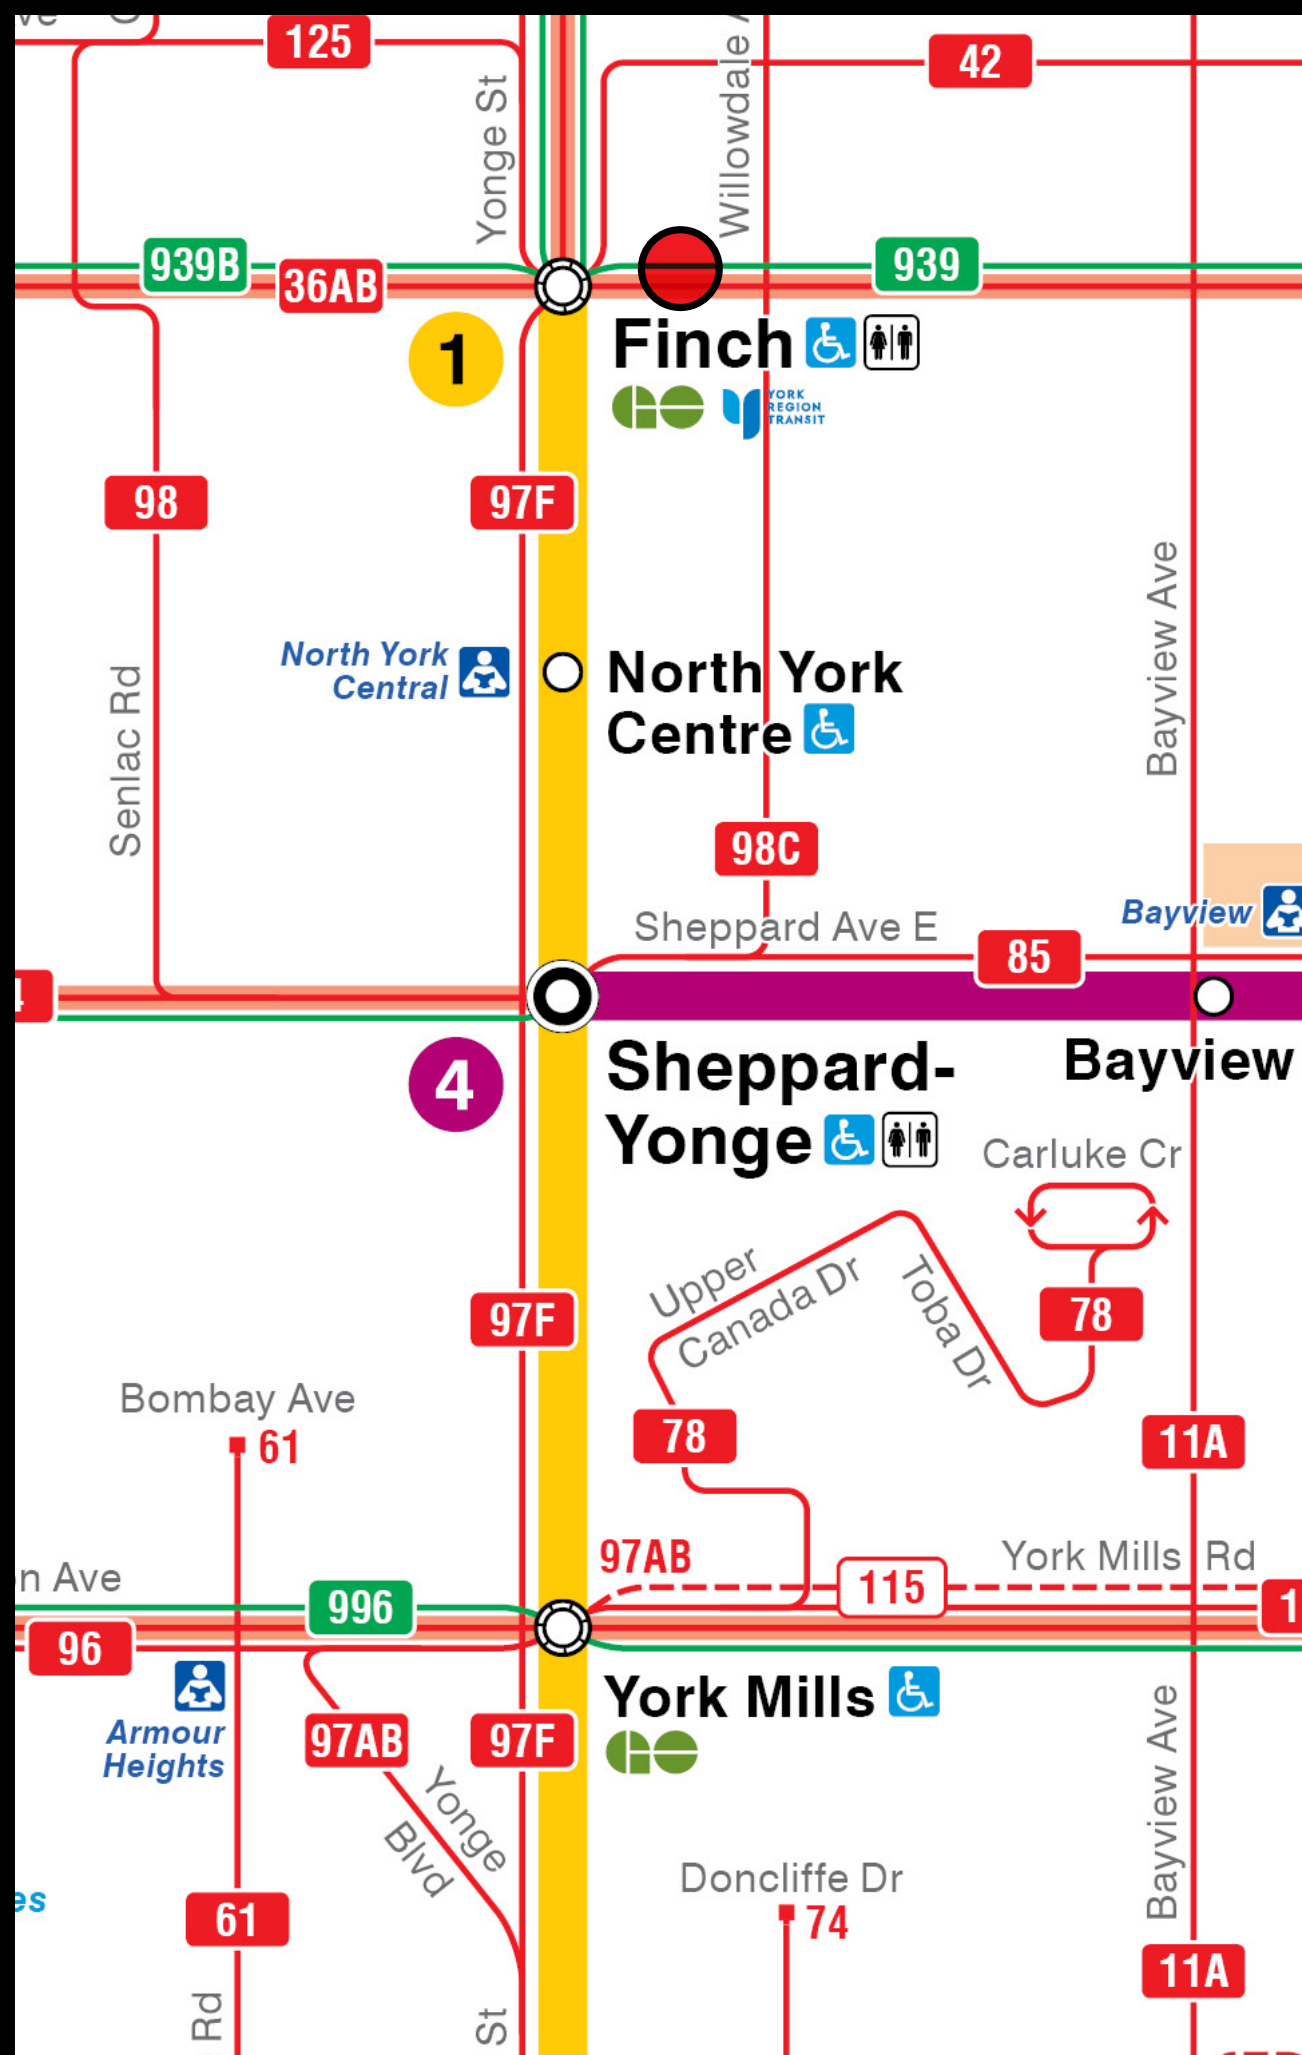 125
42
Yonge St
Willowdale
939B
36AB
939
1
Finch
GO
YORK
REGION
TRANSIT
98
97F
Bayview Ave
North York
Central
North York
Centre
Senlac Rd
98C
Sheppard Ave E
Bayview
85
4
Sheppard-
Yonge
Bayview
Carluke Cr
Upper
Canada Dr
Toba Dr
78
97F
Bombay Ave
61
78
11A
97AB
York Mills Rd
Ave
115
996
96
York Mills
GO
Armour
Heights
97AB
97F
Yonge
Blvd
Bayview Ave
Doncliffe Dr
74
61
11A
Rd
St